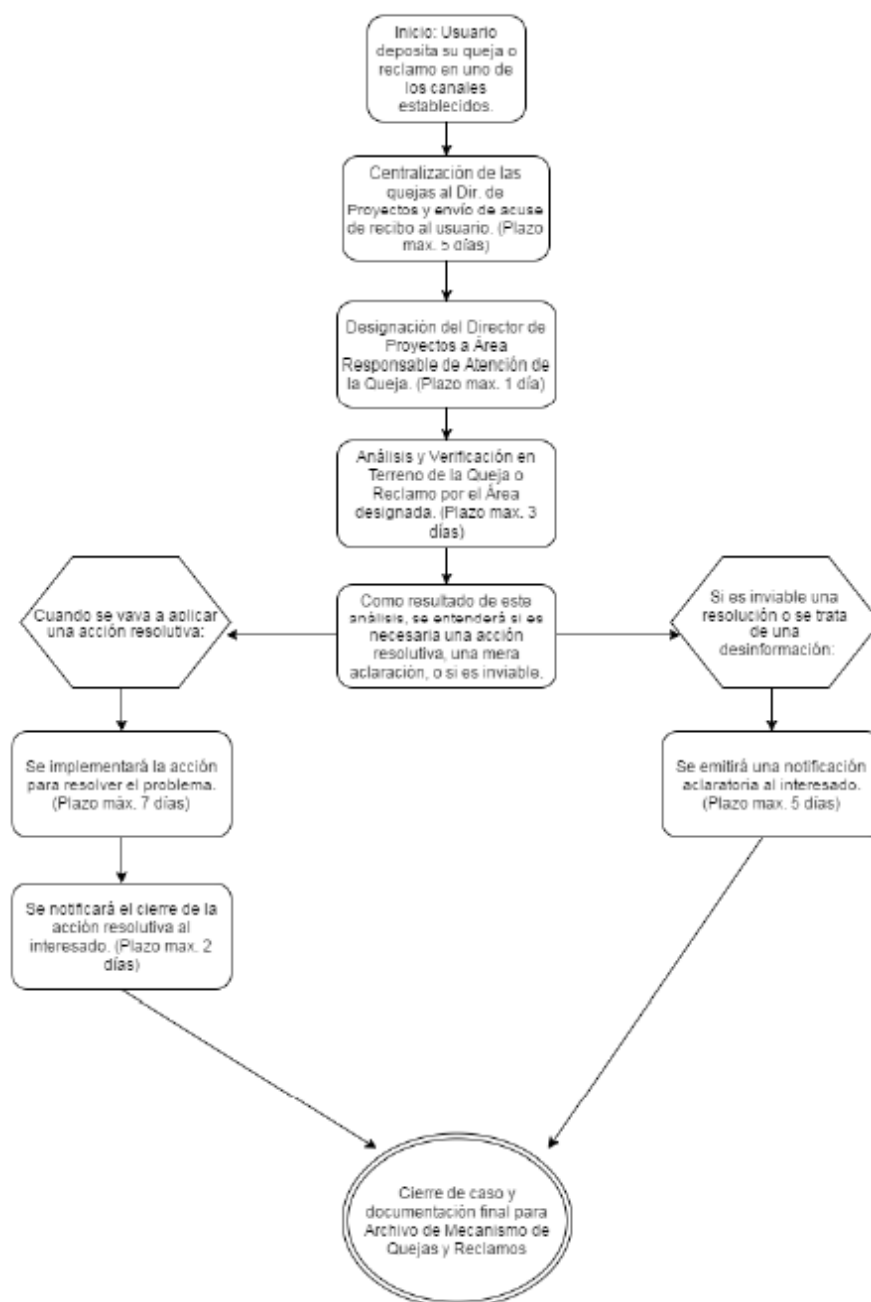 Inicio: Usuario
deposita su queja o
reclamo en uno de
los canales
establecidos.
Centralización de las
quejas al Dir. de
Proyectos y envío de acuse
de recibo al usuario. (Plazo
max. 5 días)
Designación del Director de
Proyectos a Área
Responsable de Atención de
la Queja. (Plazo max. 1 día)
Análisis y Verificación en
Terreno de la Queja o
Reclamo por el Área
designada. (Plazo max. 3
días)
Como resultado de este
análisis, se entenderá si es
necesaria una acción
resolutiva, una mera
aclaración, o si es inviable.
Cuando se vaya a aplicar
una acción resolutiva:
Se implementará la acción
para resolver el problema.
(Plazo máx. 7 días)
Se notificará el cierre de la
acción resolutiva al
interesado. (Plazo max. 2
días)
Si es inviable una
resolución o se trata
de una
desinformación:
Se emitirá una notificación
aclaratoria al interesado.
(Plazo max. 5 días)
Cierre de caso y
documentación final para
Archivo de Mecanismo de
Quejas y Reclamos